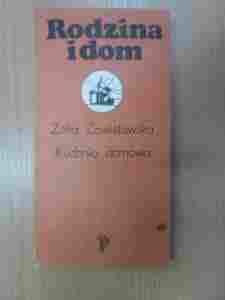 Rodzina
i dom
Zofia Zawistowska
Kuchnia domowa
P